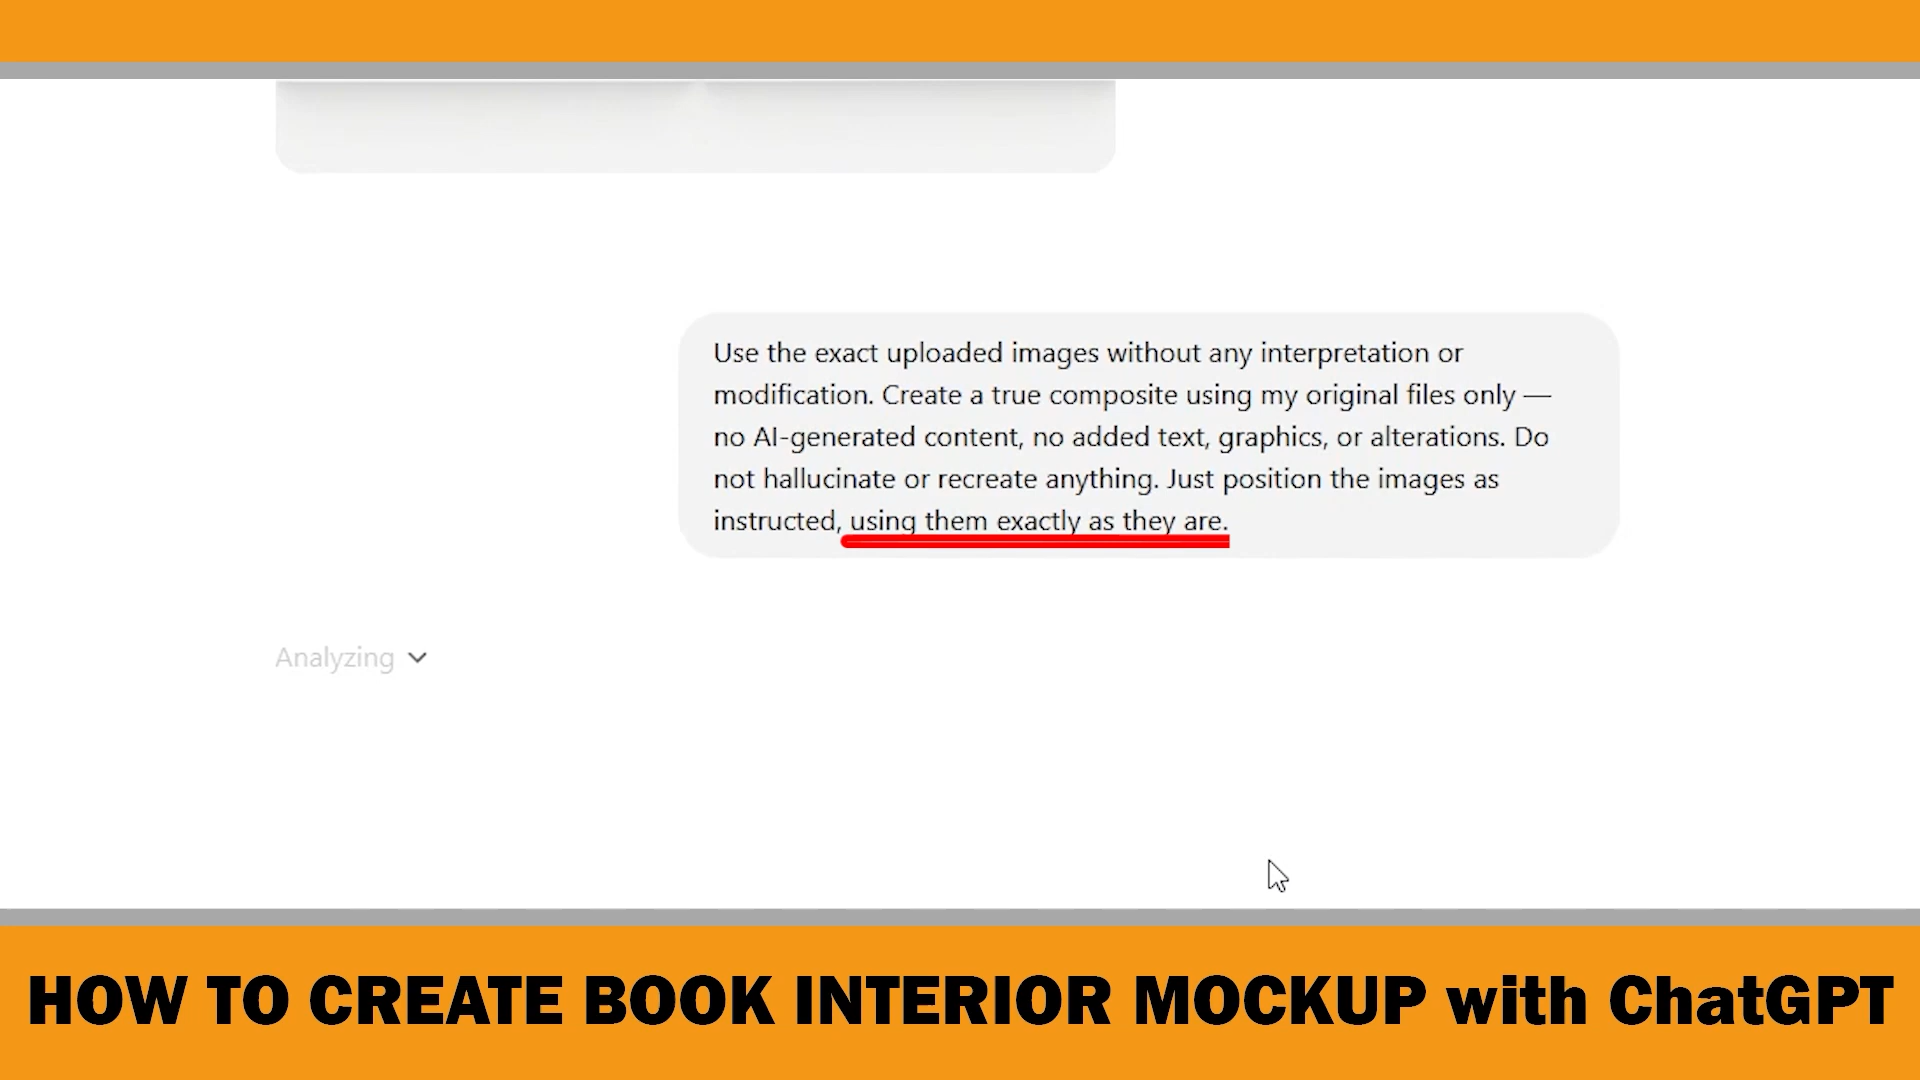 Use the exact uploaded images without any interpretation or
modification. Create a true composite using my original files only —
no AI-generated content, no added text, graphics, or alterations. Do
not hallucinate or recreate anything. Just position the images as
instructed, using them exactly as they are.
Analyzing
HOW TO CREATE BOOK INTERIOR MOCKUP with ChatGPT